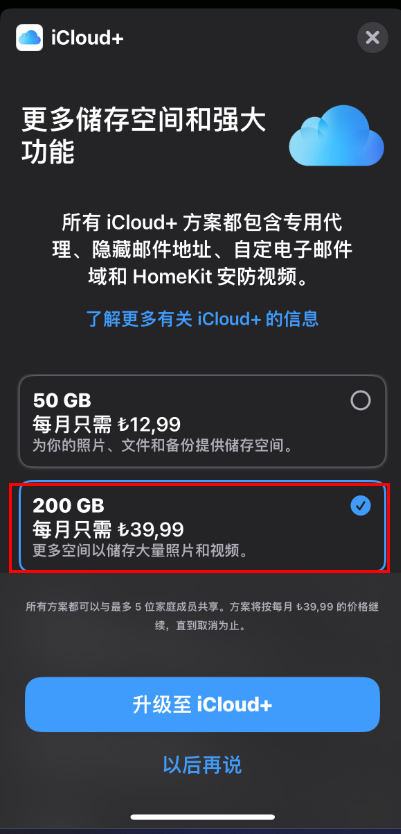 iCloud+
更多储存空间和强大
功能
所有 iCloud+ 方案都包含专用代
理、隐藏邮件地址、自定电子邮件
域和 HomeKit 安防视频。
了解更多有关 iCloud+ 的信息
50 GB
每月只需 ₺12,99
为你的照片、文件和备份提供储存空间。
200 GB
每月只需 ₺39,99
更多空间以储存大量照片和视频。
所有方案都可以与最多 5 位家庭成员共享。方案将按每月 ₺39,99 的价格继
续，直到取消为止。
升级至 iCloud+
以后再说